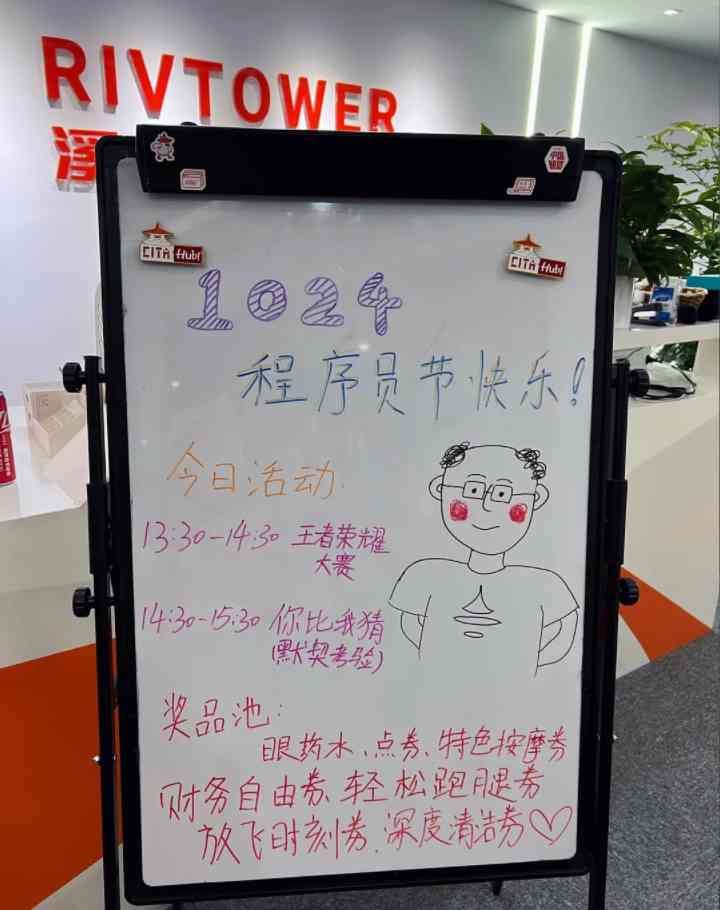 RIVTOWER
溪
CITA Hub!
CITA Hub!
1024
程序员节快乐!
今日活动
13:30-14:30 王者荣耀
大赛
14:30-15:30 你比我猜
(默契考验)
奖品池:
眼药水、点券、特色按摩券
财务自由券、轻松跑腿券
放飞时刻券、深度清洁券♡